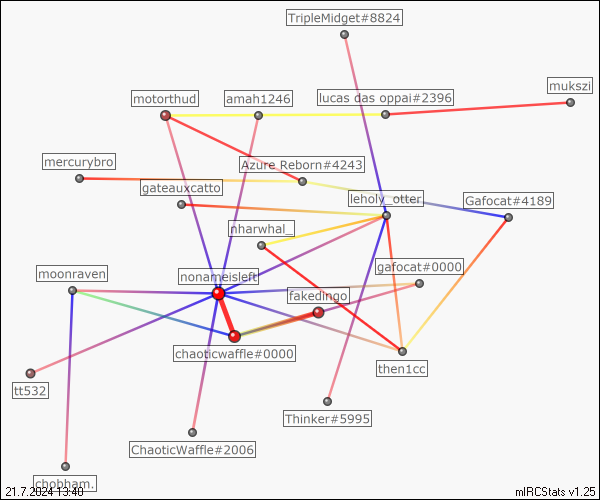 TripleMidget#8824
mukszi
motorthud
amah1246
lucas das oppai#2396
mercurybro
Azure Reborn#4243
gateauxcatto
leholy_otter
Gafocat#4189
nharwhal_
moonraven
nonameisleft
gafocat#0000
fakedingo
chaoticwaffle#0000
then1cc
tt532
Thinker#5995
ChaoticWaffle#2006
chobham.
21.7.2024 13:40
mIRCStats v1.25